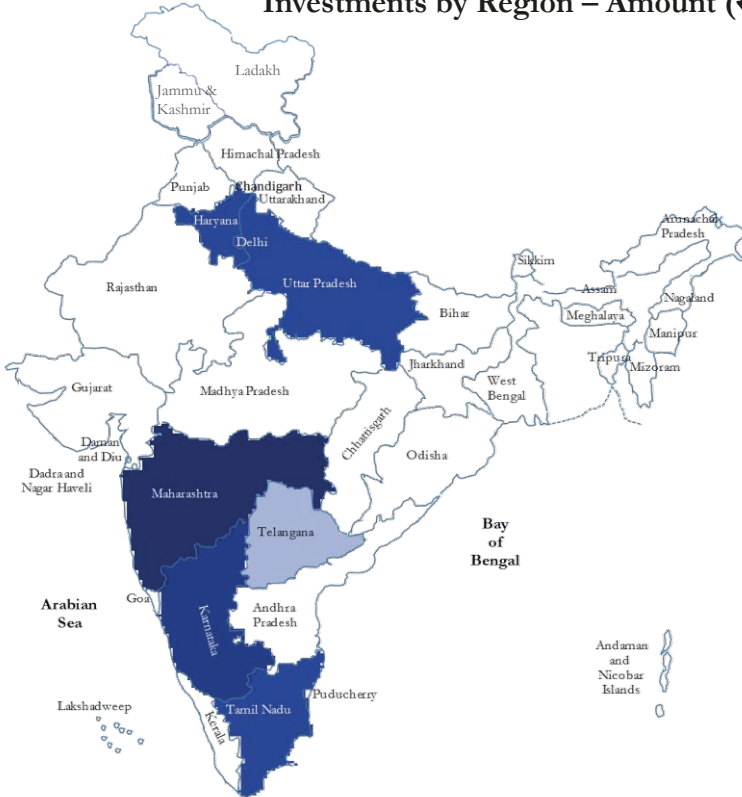 Investments by Region – Amount (
Ladakh
Jammu &
Kashmir
Himachal Pradesh
Punjab
Chandigarh
Uttarakhand
Haryana
Delhi
Arunachal
Pradesh
Sikkim
Uttar Pradesh
Rajasthan
Assam
Nagaland
Bihar
Meghalaya
Manipur
Tripura
Mizoram
Jharkhand
Gujarat
Madhya Pradesh
West
Bengal
Chhattisgarh
Daman
and Diu
Odisha
Dadra and
Nagar Haveli
Maharashtra
Telangana
Bay
of
Bengal
Goa
Arabian
Sea
Andhra
Pradesh
Karnataka
Andaman
and
Nicobar
Islands
Puducherry
Lakshadweep
Tamil Nadu
Kerala